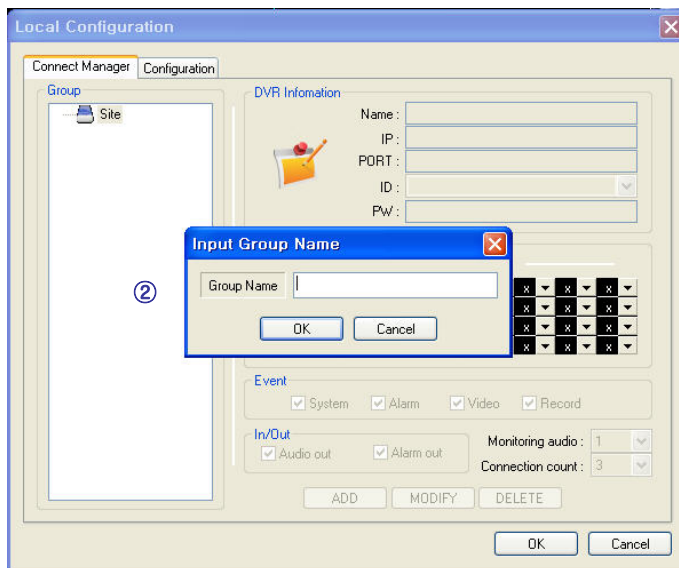 Local Configuration
Connect Manager Configuration
Group
Site
DVR Infomation
Name :
IP :
PORT :
ID :
PW :
Input Group Name
②
Group Name
OK Cancel
x x x
x x x
x x x
x x x
Event
System Alarm Video Record
In/Out
Audio out Alarm out
Monitoring audio : 1
Connection count : 3
ADD MODIFY DELETE
OK Cancel